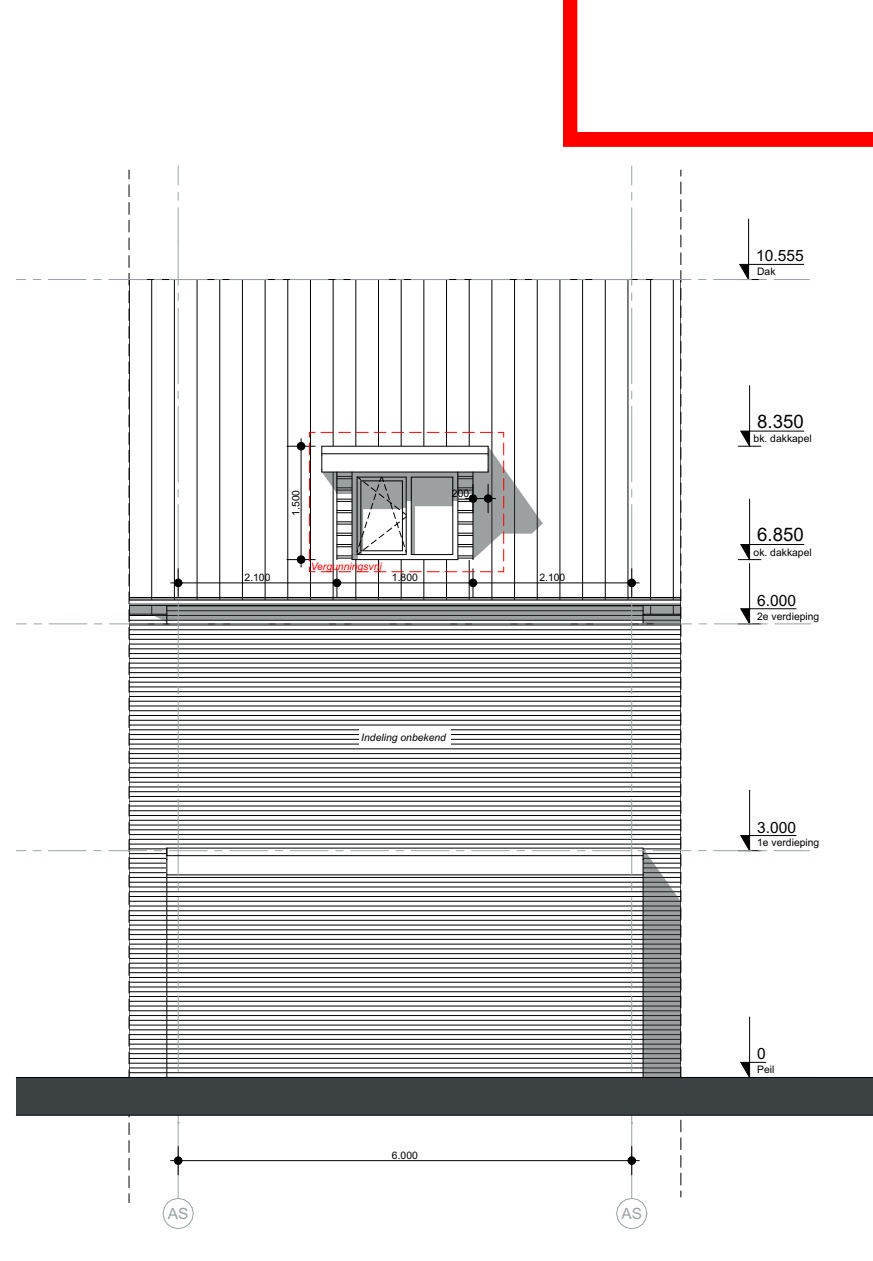 10.555
Dak
8.350
bk. dakkapel
1.500
200
6.850
ok. dakkapel
Vergunningsvrij
2.100
1.800
2.100
6.000
2e verdieping
Indeling onbekend
3.000
1e verdieping
0
Peil
6.000
AS
AS